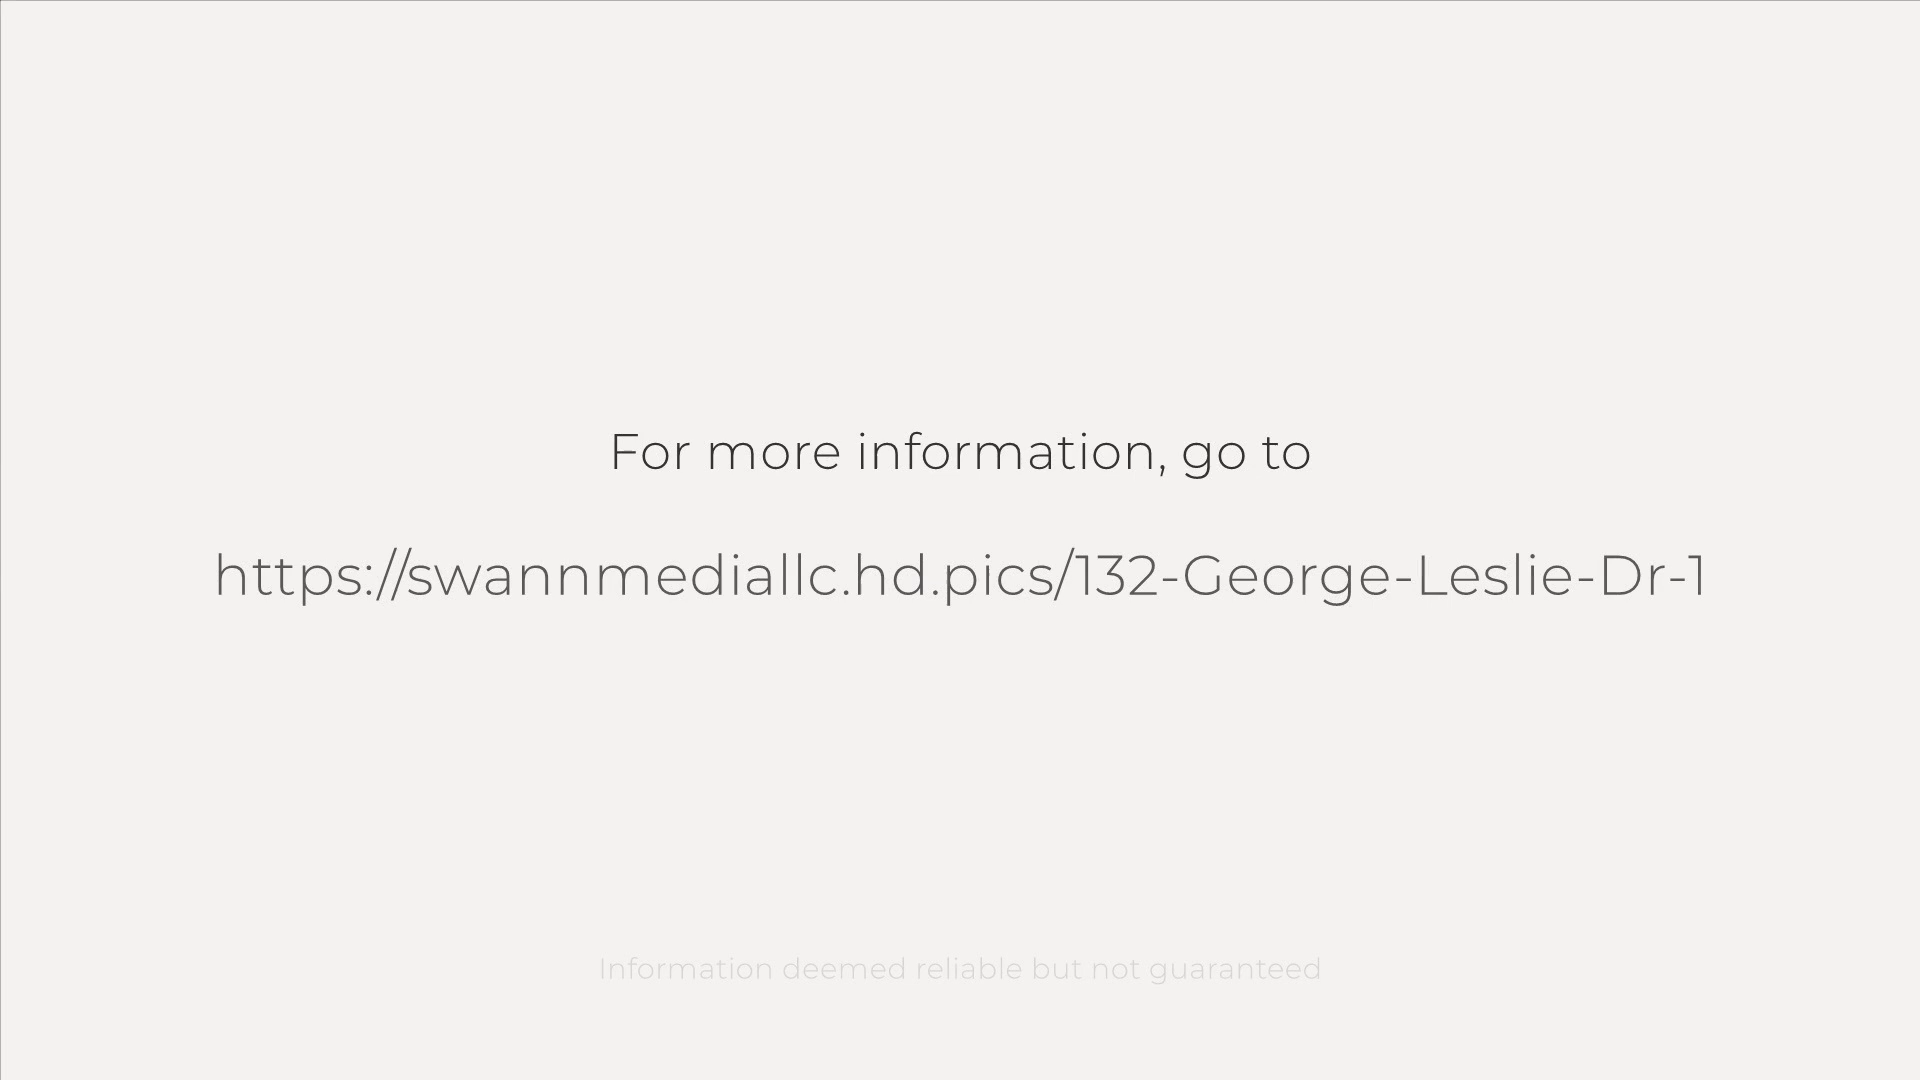 For more information, go to
https://swannmediallc.hd.pics/132-George-Leslie-Dr-1
Information deemed reliable but not guaranteed